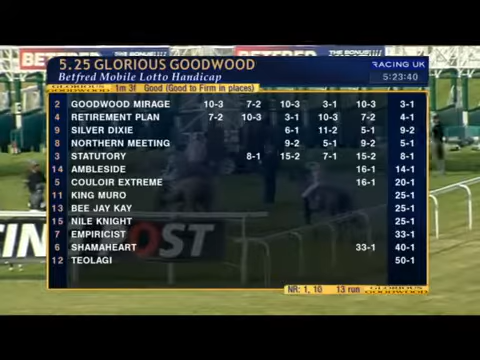 BETFRED
THE BONUS
5.25 GLORIOUS GOODWOOD
RACING UK
Betfred Mobile Lotto Handicap
5:23:40
GLORIOUS GOODWOOD 1m 3f Good (Good to Firm in places)
2 GOODWOOD MIRAGE 10-3 7-2 10-3 3-1 10-3 3-1
4 RETIREMENT PLAN 7-2 10-3 3-1 10-3 7-2 4-1
9 SILVER DIXIE 6-1 11-2 5-1 9-2
8 NORTHERN MEETING 9-2 5-1 9-2 5-1
3 STATUTORY 8-1 15-2 7-1 15-2 8-1
14 AMBLESIDE 16-1 14-1
5 COULOIR EXTREME 16-1 20-1
11 KING MURO 25-1
13 BEE JAY KAY 25-1
15 NILE KNIGHT 25-1
7 EMPIRICIST 33-1
6 SHAMAHEART 33-1 40-1
12 TEOLAGI 50-1
NR: 1, 10 13 run GLORIOUS GOODWOOD